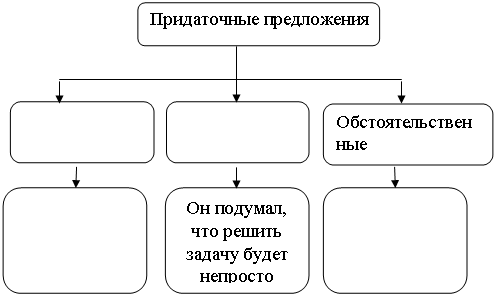 Придаточные предложения
Обстоятельствен
ные
Он подумал,
что решить
задачу будет
непросто